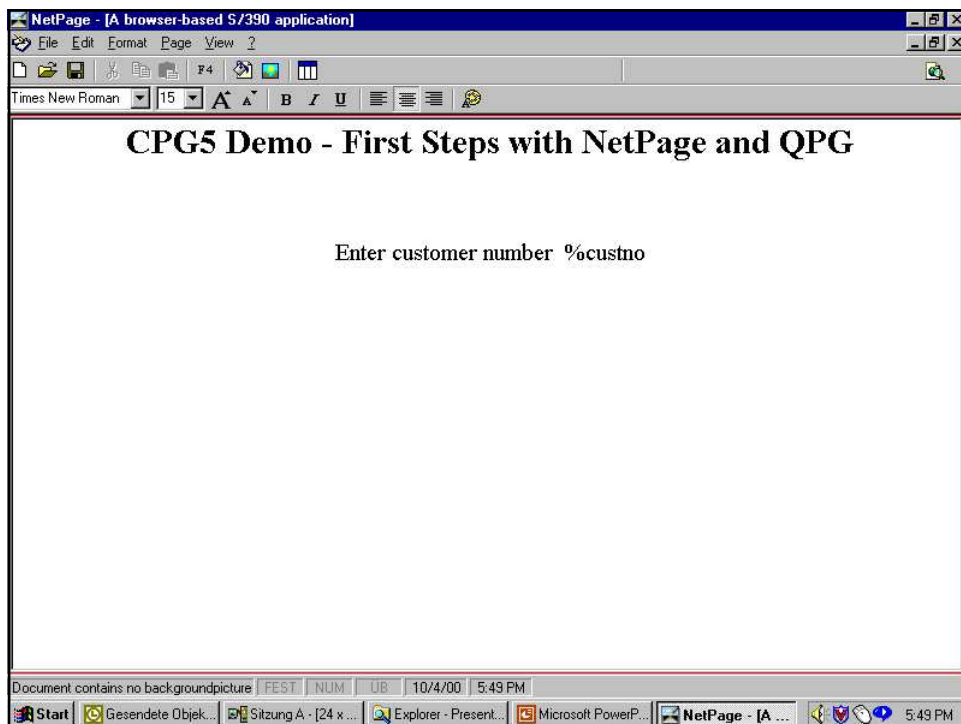 NetPage - [A browser-based S/390 application]
File Edit Format Page View ?
F4
Times New Roman 15 A A B I U
CPG5 Demo - First Steps with NetPage and QPG
Enter customer number %custno
Document contains no backgroundpicture FEST NUM ÜB 10/4/00 5:49 PM
Start Gesendete Objek... Sitzung A - [24 x ... Explorer - Present... Microsoft PowerP... NetPage - [A ... 5:49 PM